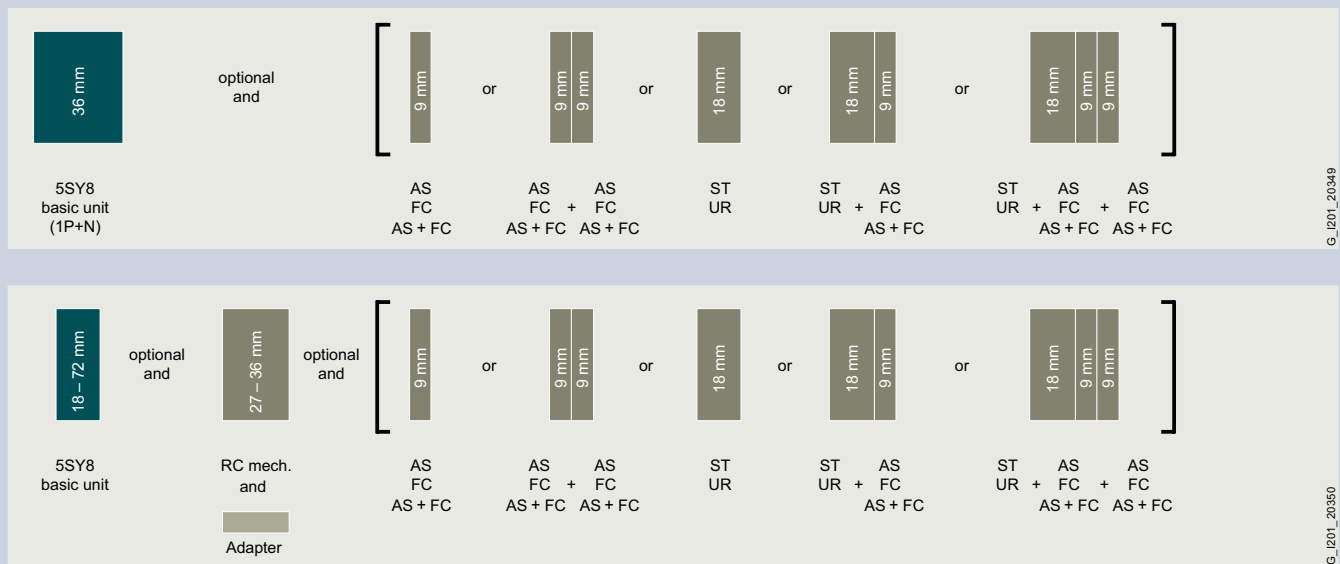 36 mm
optional
and
9 mm
or
9 mm
9 mm
or
18 mm
or
18 mm
9 mm
or
18 mm
9 mm
9 mm
5SY8
basic unit
(1P+N)
AS
FC
AS + FC
AS AS
FC + FC
AS + FC AS + FC
ST
UR
ST AS
UR + FC
AS + FC
ST AS AS
UR + FC + FC
AS + FC AS + FC
G_I201_20349
18 – 72 mm
optional
and
27 – 36 mm
optional
and
9 mm
or
9 mm
9 mm
or
18 mm
or
18 mm
9 mm
or
18 mm
9 mm
9 mm
5SY8
basic unit
RC mech.
and
Adapter
AS
FC
AS + FC
AS AS
FC + FC
AS + FC AS + FC
ST
UR
ST AS
UR + FC
AS + FC
ST AS AS
UR + FC + FC
AS + FC AS + FC
G_I201_20350